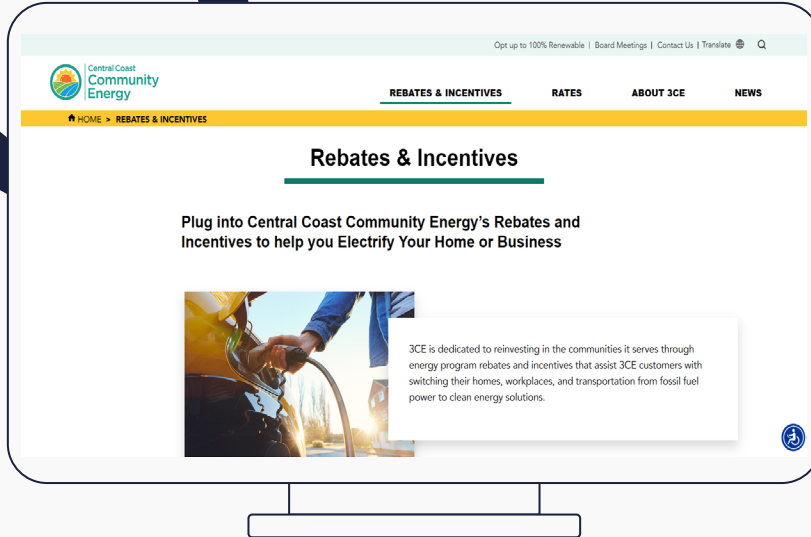 Opt up to 100% Renewable | Board Meetings | Contact Us | Translate
Central Coast
Community
Energy
REBATES & INCENTIVES RATES ABOUT 3CE NEWS
HOME > REBATES & INCENTIVES
Rebates & Incentives
Plug into Central Coast Community Energy's Rebates and
Incentives to help you Electrify Your Home or Business
3CE is dedicated to reinvesting in the communities it serves through
energy program rebates and incentives that assist 3CE customers with
switching their homes, workplaces, and transportation from fossil fuel
power to clean energy solutions.